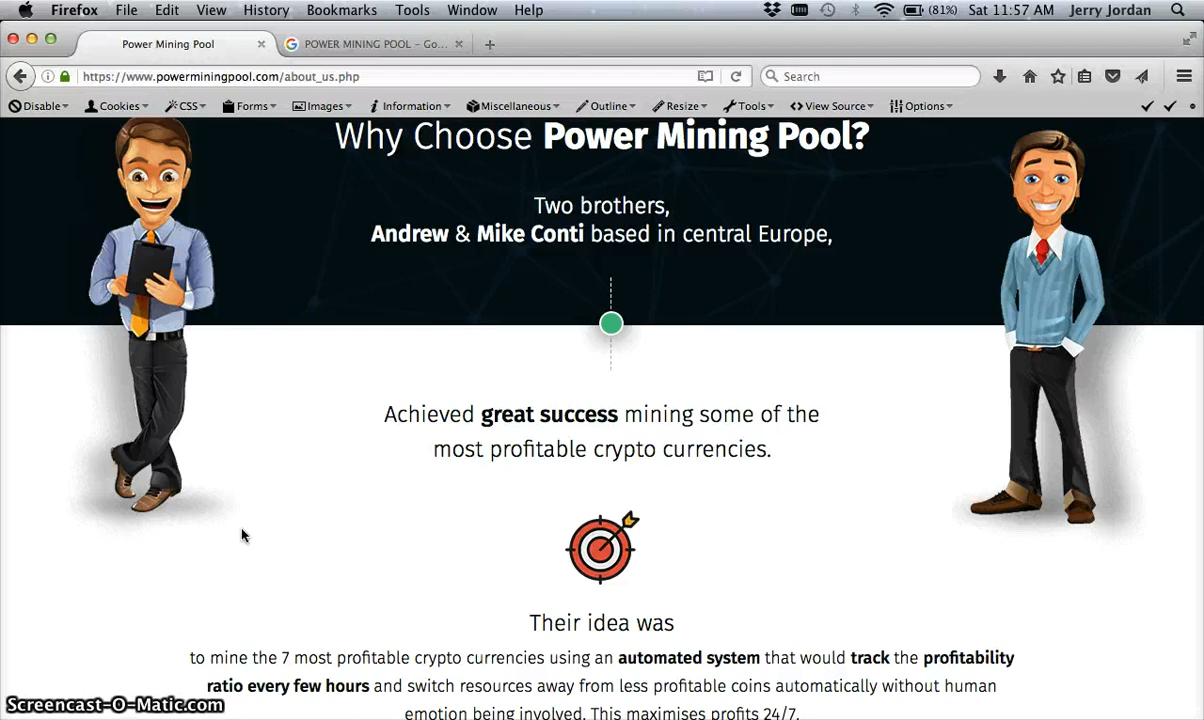 Firefox File Edit View History Bookmarks Tools Window Help (81%) Sat 11:57 AM Jerry Jordan
Power Mining Pool POWER MINING POOL - Go...
https://www.powerminingpool.com/about_us.php Search
Disable Cookies CSS Forms Images Information Miscellaneous Outline Resize Tools View Source Options
Why Choose Power Mining Pool?
Two brothers,
Andrew & Mike Conti based in central Europe,
Achieved great success mining some of the
most profitable crypto currencies.
Their idea was
to mine the 7 most profitable crypto currencies using an automated system that would track the profitability
ratio every few hours and switch resources away from less profitable coins automatically without human
emotion being involved. This maximises profits 24/7.
Screencast-O-Matic.com